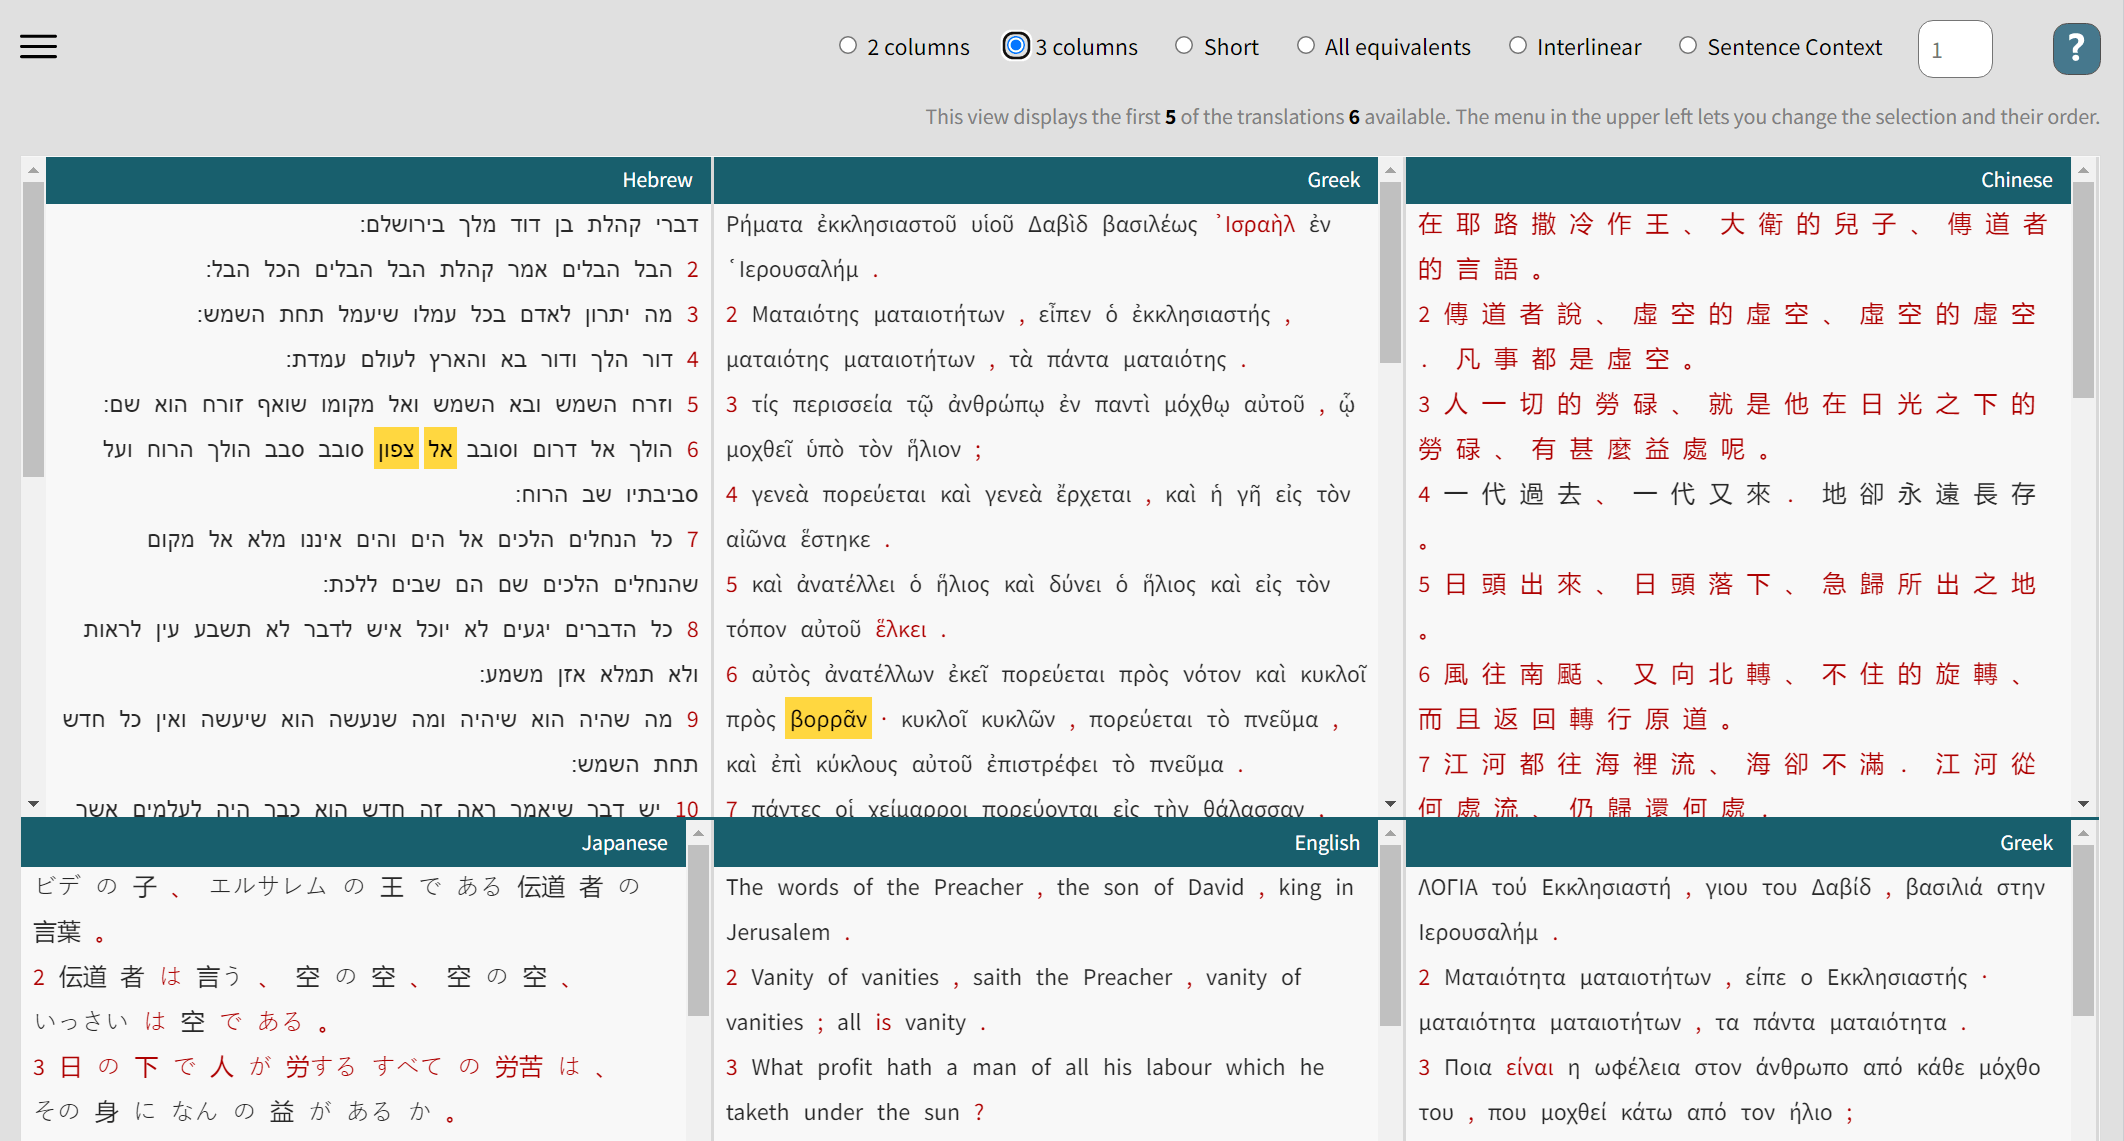 2 columns 3 columns Short All equivalents Interlinear Sentence Context 1 ?
This view displays the first 5 of the translations 6 available. The menu in the upper left lets you change the selection and their order.
Hebrew
דברי קהלת בן דוד מלך בירושלם:
2 הבל הבלים אמר קהלת הבל הבלים הכל הבל:
3 מה יתרון לאדם בכל עמלו שיעמל תחת השמש:
4 דור הלך ודור בא והארץ לעולם עמדת:
5 וזרח השמש ובא השמש ואל מקומו שואף זורח הוא שם:
6 הולך אל דרום וסובב אל צפון סובב סבב הולך הרוח ועל
סביבתיו שב הרוח:
7 כל הנחלים הלכים אל הים והים איננו מלא אל מקום
שהנחלים הלכים שם הם שבים ללכת:
8 כל הדברים יגעים לא יוכל איש לדבר לא תשבע עין לראות
ולא תמלא אזן משמע:
9 מה שהיה הוא שיהיה ומה שנעשה הוא שיעשה ואין כל חדש
תחת השמש:
10 יש דבר שיאמר ראה זה חדש הוא כבר היה לעלמים אשר
Greek
Ρήματα ἐκκλησιαστοῦ υἱοῦ Δαβὶδ βασιλέως ᾿Ισραὴλ ἐν
῾Ιερουσαλήμ .
2 Ματαιότης ματαιοτήτων , εἶπεν ὁ ἐκκλησιαστής ,
ματαιότης ματαιοτήτων , τὰ πάντα ματαιότης .
3 τίς περισσεία τῷ ἀνθρώπῳ ἐν παντὶ μόχθῳ αὐτοῦ , ᾧ
μοχθεῖ ὑπὸ τὸν ἥλιον ;
4 γενεὰ πορεύεται καὶ γενεὰ ἔρχεται , καὶ ἡ γῆ εἰς τὸν
αἰῶνα ἕστηκε .
5 καὶ ἀνατέλλει ὁ ἥλιος καὶ δύνει ὁ ἥλιος καὶ εἰς τὸν
τόπον αὐτοῦ ἕλκει .
6 αὐτὸς ἀνατέλλων ἐκεῖ πορεύεται πρὸς νότον καὶ κυκλοῖ
πρὸς βορρᾶν · κυκλοῖ κυκλῶν , πορεύεται τὸ πνεῦμα ,
καὶ ἐπὶ κύκλους αὐτοῦ ἐπιστρέφει τὸ πνεῦμα .
7 πάντες οἱ χείμαρροι πορεύονται εἰς τὴν θάλασσαν ,
Chinese
在 耶 路 撒 冷 作 王 、 大 衛 的 兒 子 、 傳 道 者
的 言 語 。
2 傳 道 者 說 、 虛 空 的 虛 空 、 虛 空 的 虛 空
． 凡 事 都 是 虛 空 。
3 人 一 切 的 勞 碌 、 就 是 他 在 日 光 之 下 的
勞 碌 、 有 甚 麼 益 處 呢 。
4 一 代 過 去 、 一 代 又 來 ． 地 卻 永 遠 長 存
。
5 日 頭 出 來 、 日 頭 落 下 、 急 歸 所 出 之 地
。
6 風 往 南 颳 、 又 向 北 轉 、 不 住 的 旋 轉 、
而 且 返 回 轉 行 原 道 。
7 江 河 都 往 海 裡 流 、 海 卻 不 滿 ． 江 河 從
何 處 流 、 仍 歸 還 何 處 ．
Japanese
ビデ の 子 、 エルサレム の 王 で ある 伝道 者 の
言葉 。
2 伝道 者 は 言う 、 空 の 空 、 空 の 空 、
いっさい は 空 で ある 。
3 日 の 下 で 人 が 労する すべて の 労苦 は 、
その 身 に なん の 益 が ある か 。
English
The words of the Preacher , the son of David , king in
Jerusalem .
2 Vanity of vanities , saith the Preacher , vanity of
vanities ; all is vanity .
3 What profit hath a man of all his labour which he
taketh under the sun ?
Greek
ΛΟΓΙΑ τού Εκκλησιαστή , γιου του Δαβίδ , βασιλιά στην
Ιερουσαλήμ .
2 Ματαιότητα ματαιοτήτων , είπε ο Εκκλησιαστής ·
ματαιότητα ματαιοτήτων , τα πάντα ματαιότητα .
3 Ποια είναι η ωφέλεια στον άνθρωπο από κάθε μόχθο
του , που μοχθεί κάτω από τον ήλιο ;